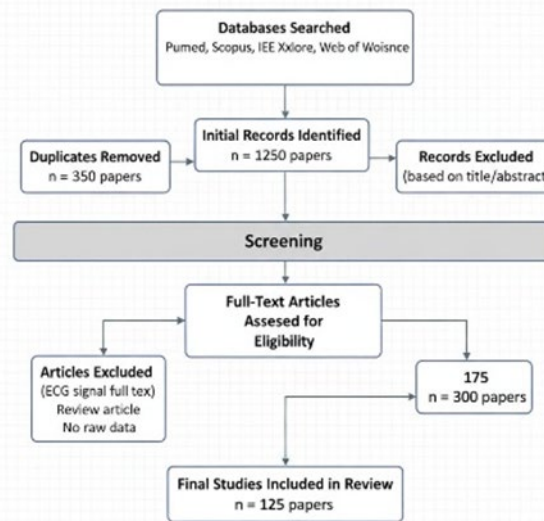 Databases Searched
Pumed, Scopus, IEE Xxlore, Web of Woisnce
Initial Records Identified
n = 1250 papers
Duplicates Removed
n = 350 papers
Records Excluded
(based on title/abstract
Screening
Full-Text Articles
Assesed for
Eligibility
Articles Excluded
(ECG signal full tex)
Review article
No raw data
175
n = 300 papers
Final Studies Included in Review
n = 125 papers